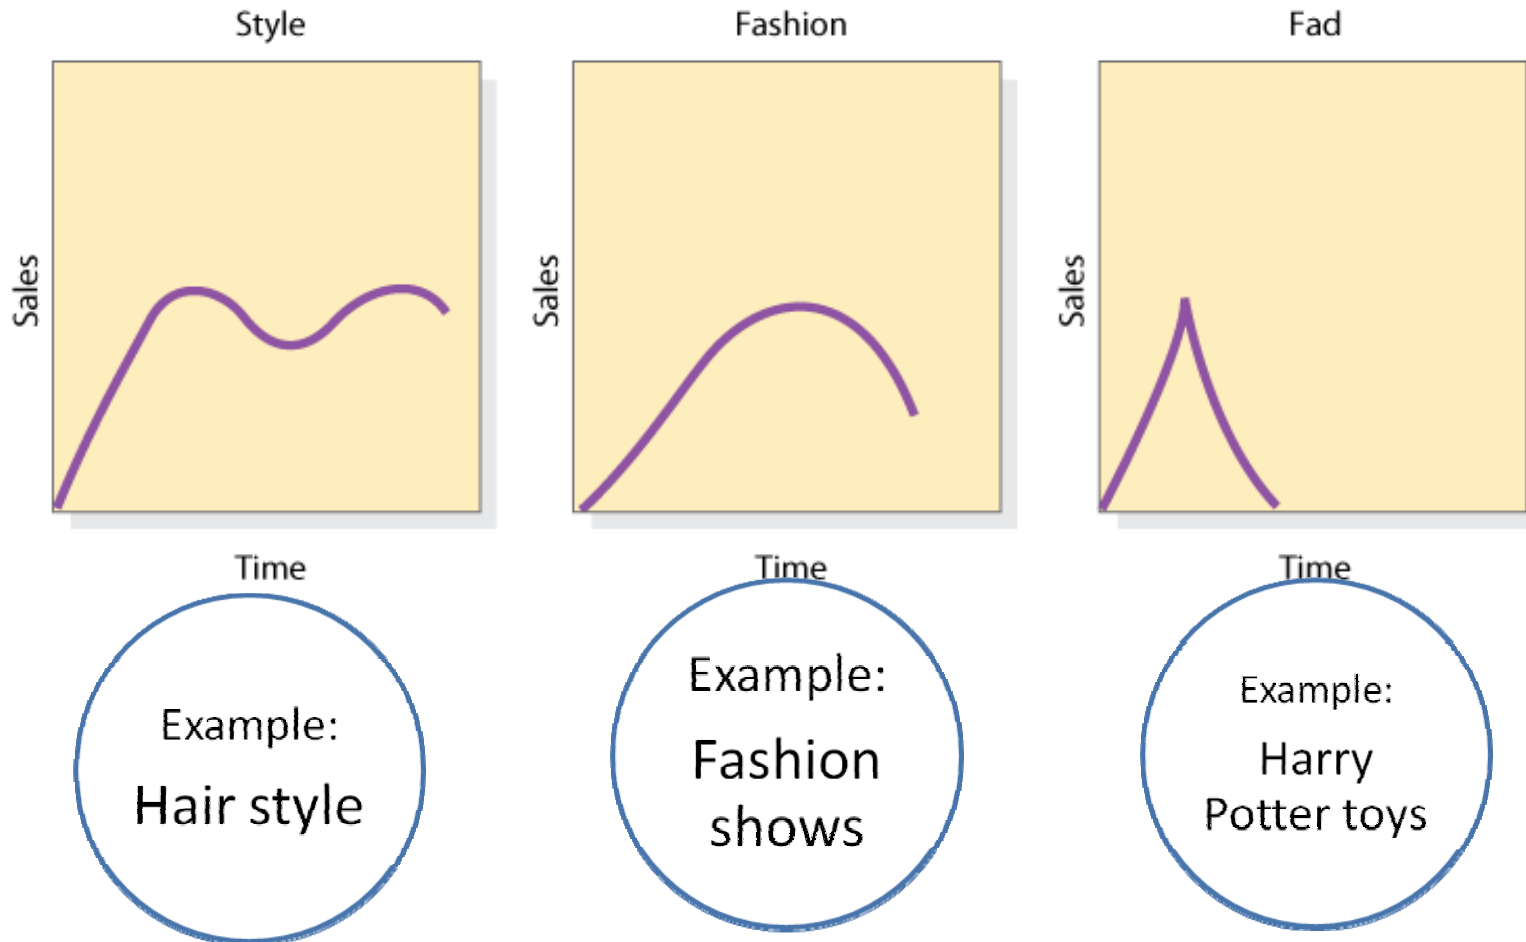 Style
Sales
Time
Example:
Hair style
Fashion
Sales
Time
Example:
Fashion
shows
Fad
Sales
Time
Example:
Harry
Potter toys